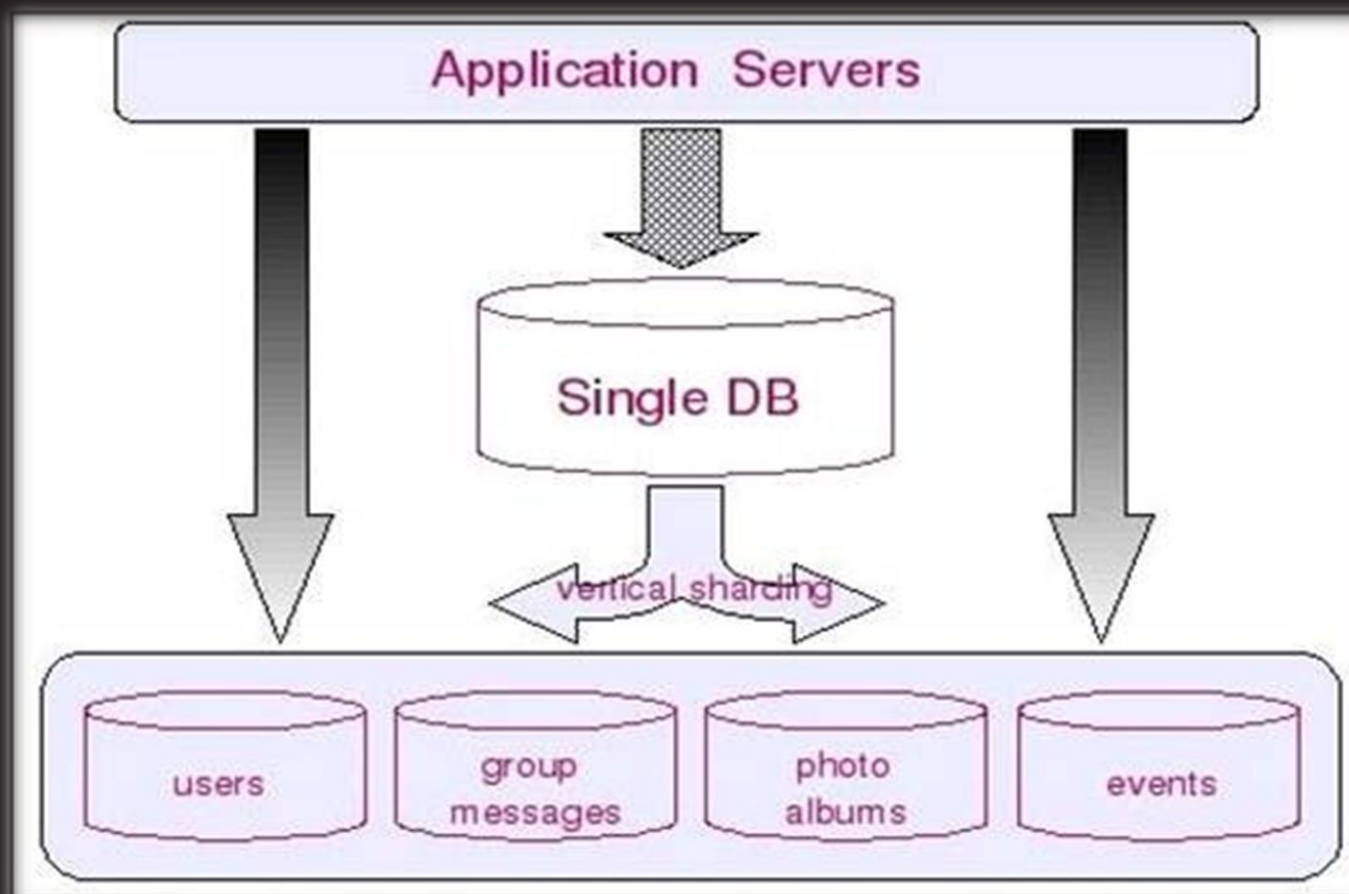 Application Servers
Single DB
vertical sharding
users
group
messages
photo
albums
events